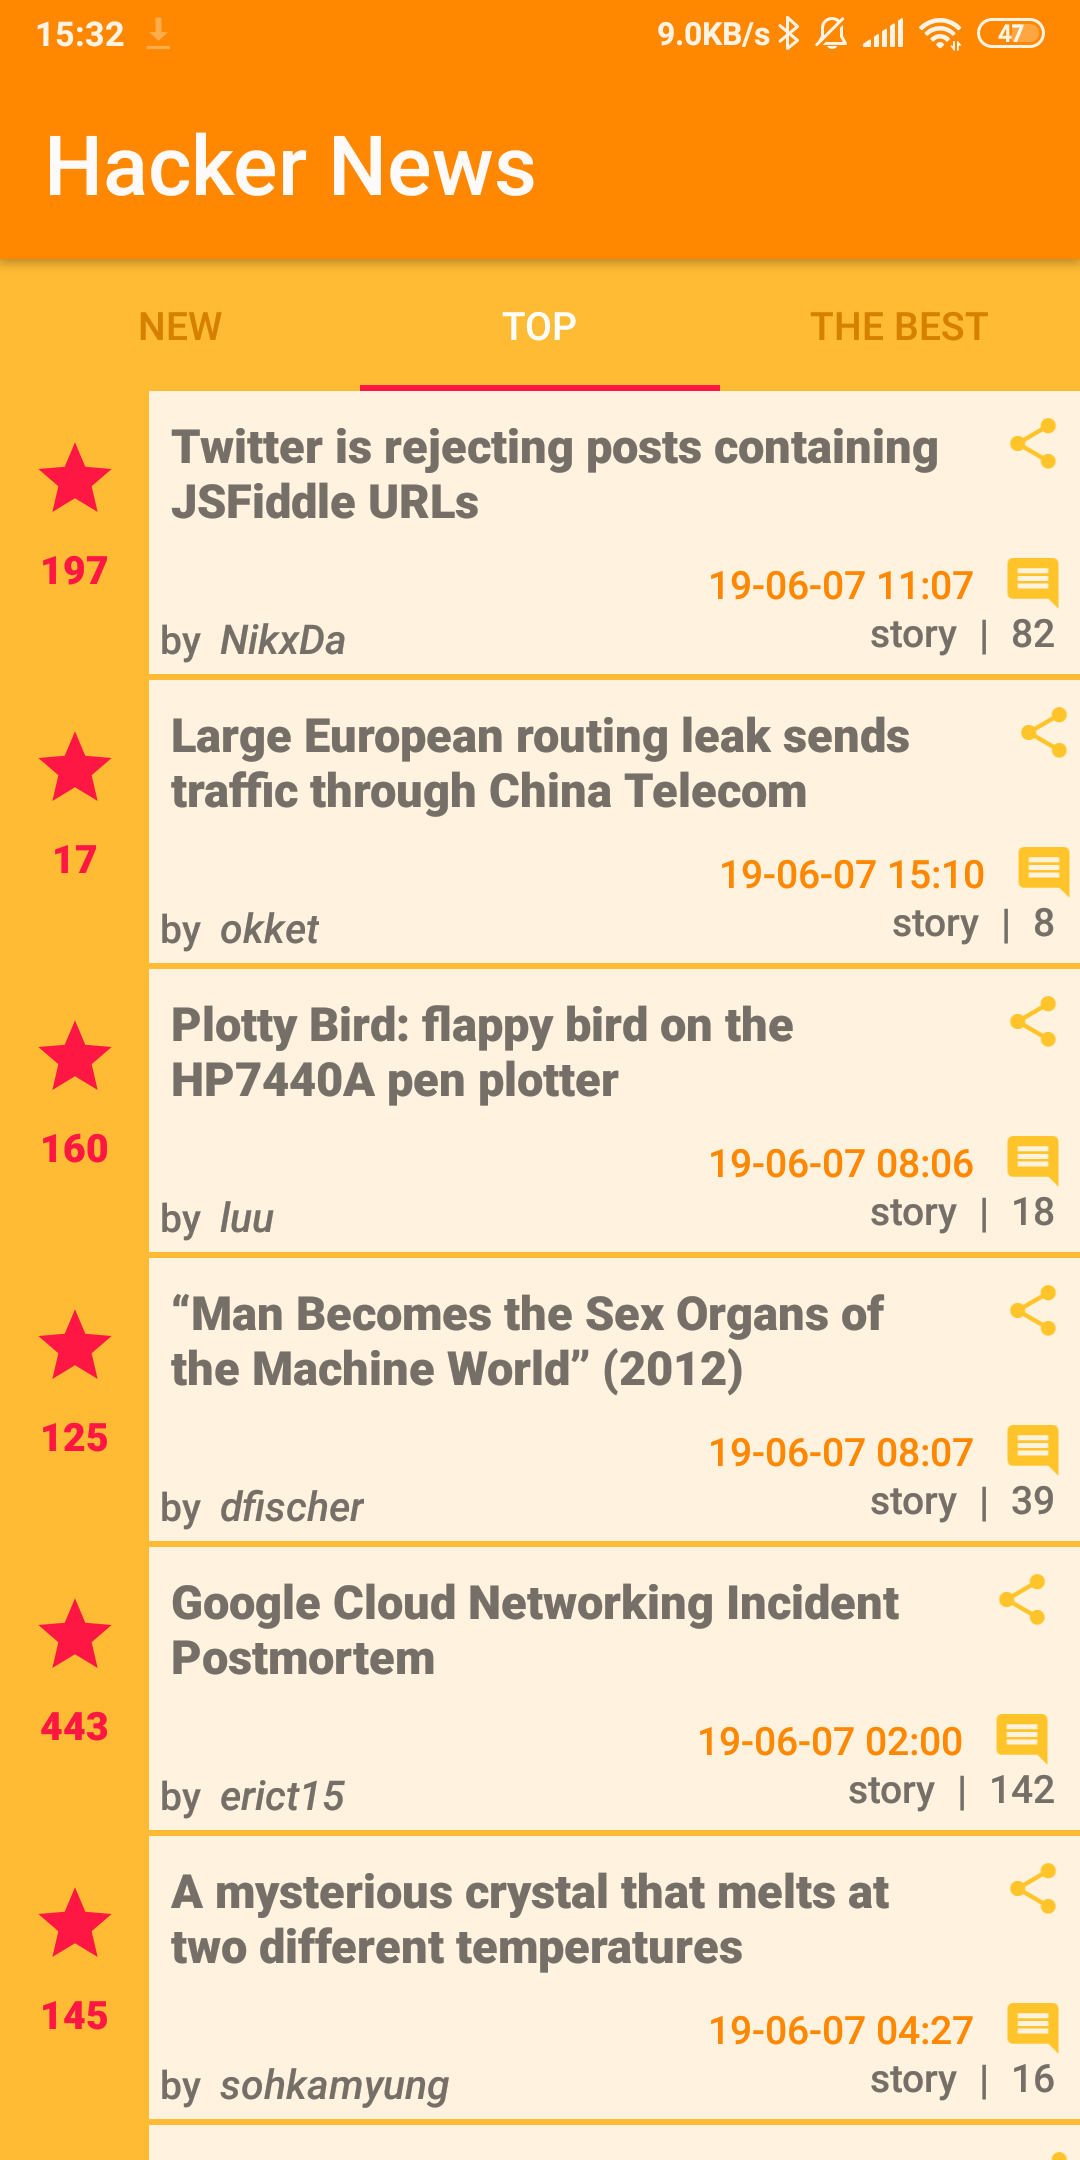 15:32 9.0KB/s 47
Hacker News
NEW TOP THE BEST
Twitter is rejecting posts containing
JSFiddle URLs
197
19-06-07 11:07
by NikxDa story | 82
Large European routing leak sends
traffic through China Telecom
17
19-06-07 15:10
by okket story | 8
Plotty Bird: flappy bird on the
HP7440A pen plotter
160
19-06-07 08:06
by luu story | 18
“Man Becomes the Sex Organs of
the Machine World” (2012)
125
19-06-07 08:07
by dfischer story | 39
Google Cloud Networking Incident
Postmortem
443
19-06-07 02:00
by erict15 story | 142
A mysterious crystal that melts at
two different temperatures
145
19-06-07 04:27
by sohkamyung story | 16